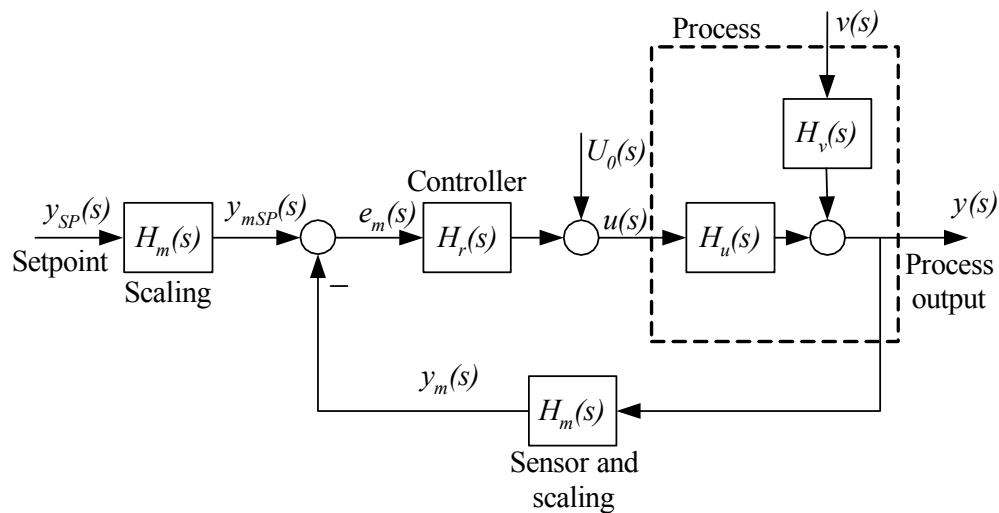 Process
v(s)
H_v(s)
U_0(s)
Controller
y_SP(s)
y_mSP(s)
e_m(s)
u(s)
y(s)
H_m(s)
H_r(s)
H_u(s)
Setpoint
Scaling
Process
output
–
y_m(s)
H_m(s)
Sensor and
scaling